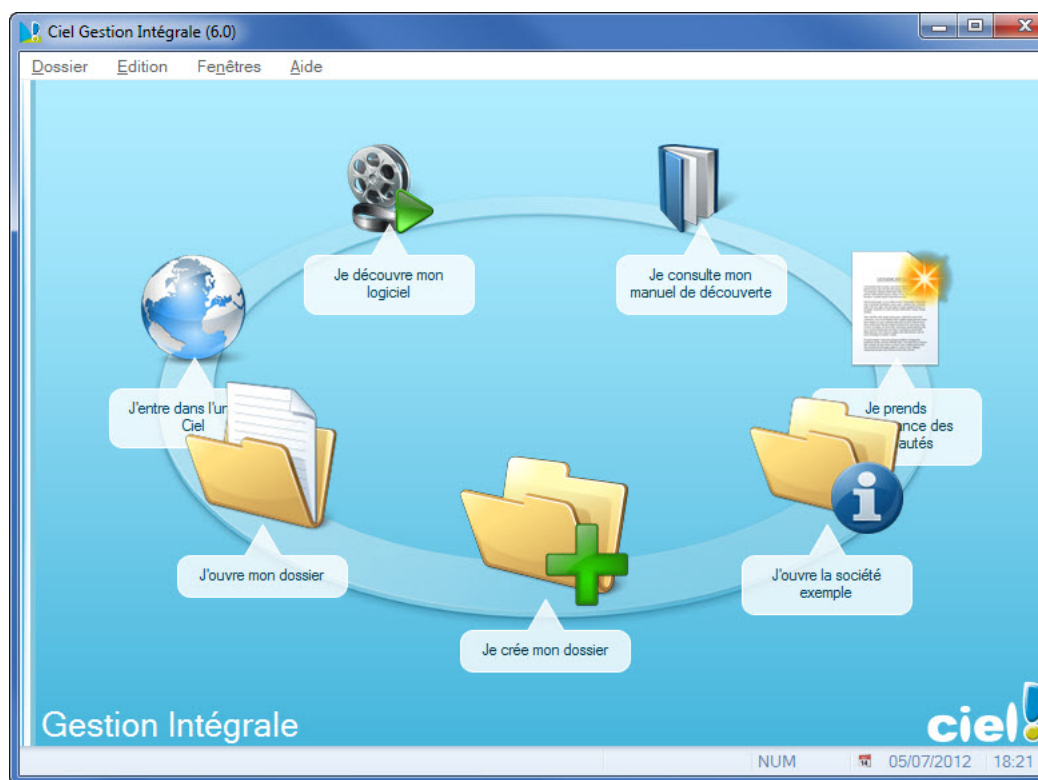 Ciel Gestion Intégrale (6.0)
Dossier Edition Fenêtres Aide
Je découvre mon
logiciel
Je consulte mon
manuel de découverte
J'entre dans l'un
Ciel
Je prends
ance des
autés
J'ouvre mon dossier
J'ouvre la société
exemple
Je crée mon dossier
Gestion Intégrale
ciel!
NUM 14 05/07/2012 18:21